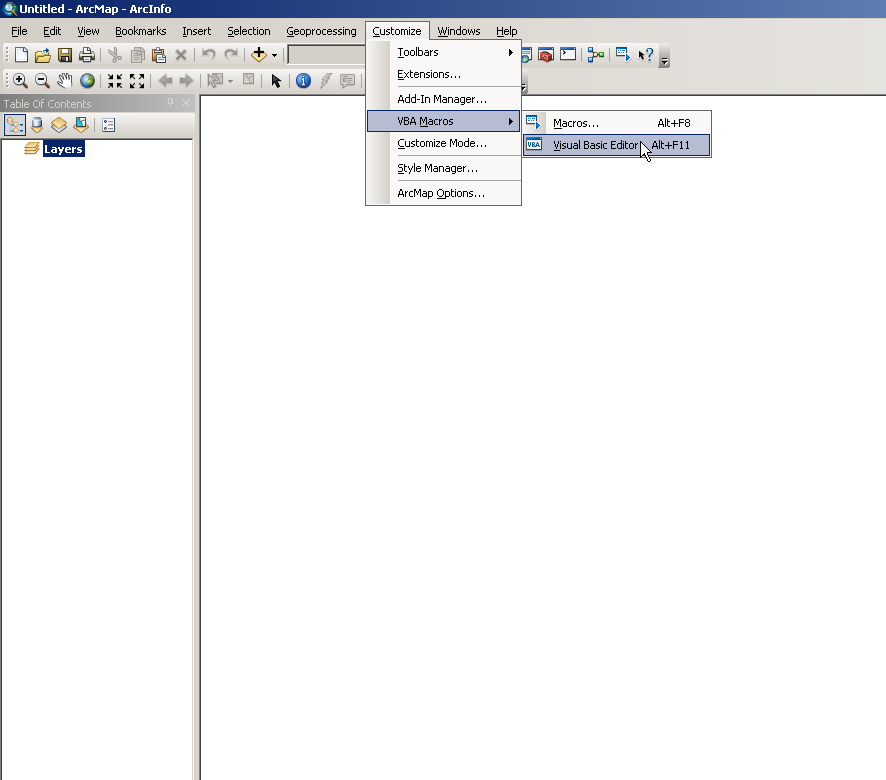 Untitled - ArcMap - ArcInfo
File Edit View Bookmarks Insert Selection Geoprocessing Customize Windows Help
Toolbars
Extensions...
Table Of Contents
Add-In Manager...
VBA Macros
Macros... Alt+F8
Customize Mode...
VBA Visual Basic Editor Alt+F11
Layers
Style Manager...
ArcMap Options...